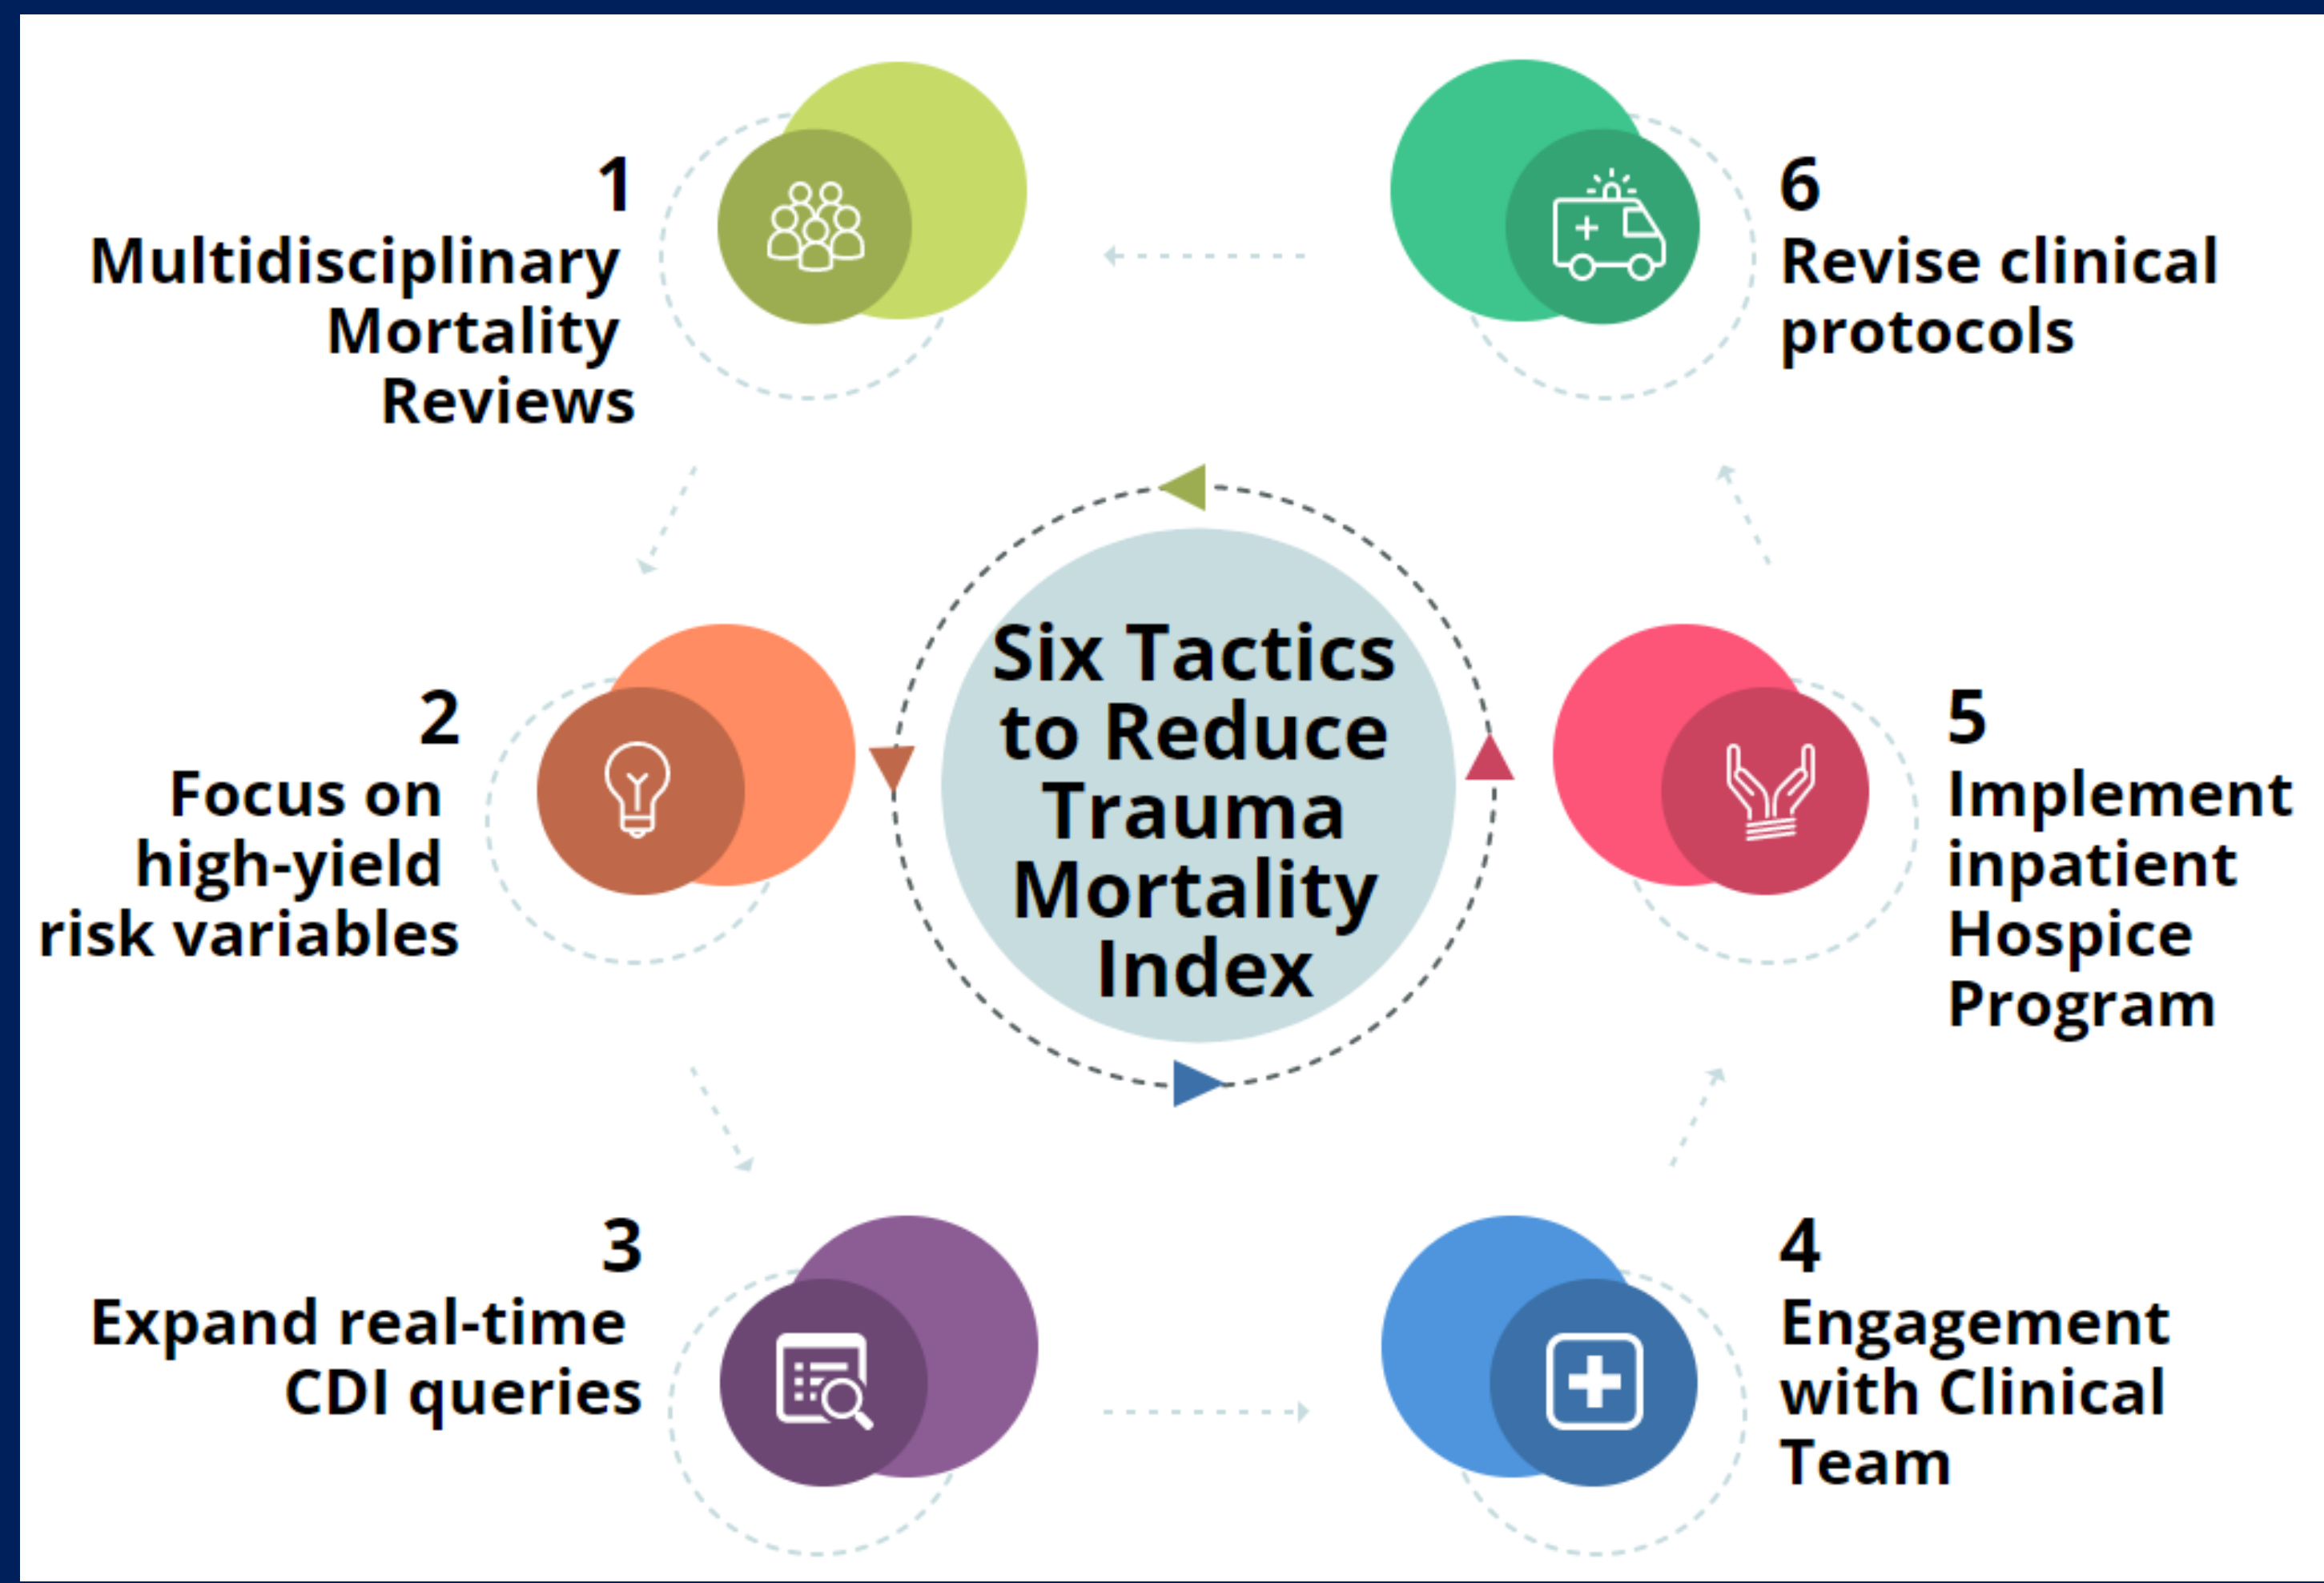 1
Multidisciplinary
Mortality
Reviews
2
Focus on
high-yield
risk variables
3
Expand real-time
CDI queries
Six Tactics
to Reduce
Trauma
Mortality
Index
4
Engagement
with Clinical
Team
5
Implement
inpatient
Hospice
Program
6
Revise clinical
protocols